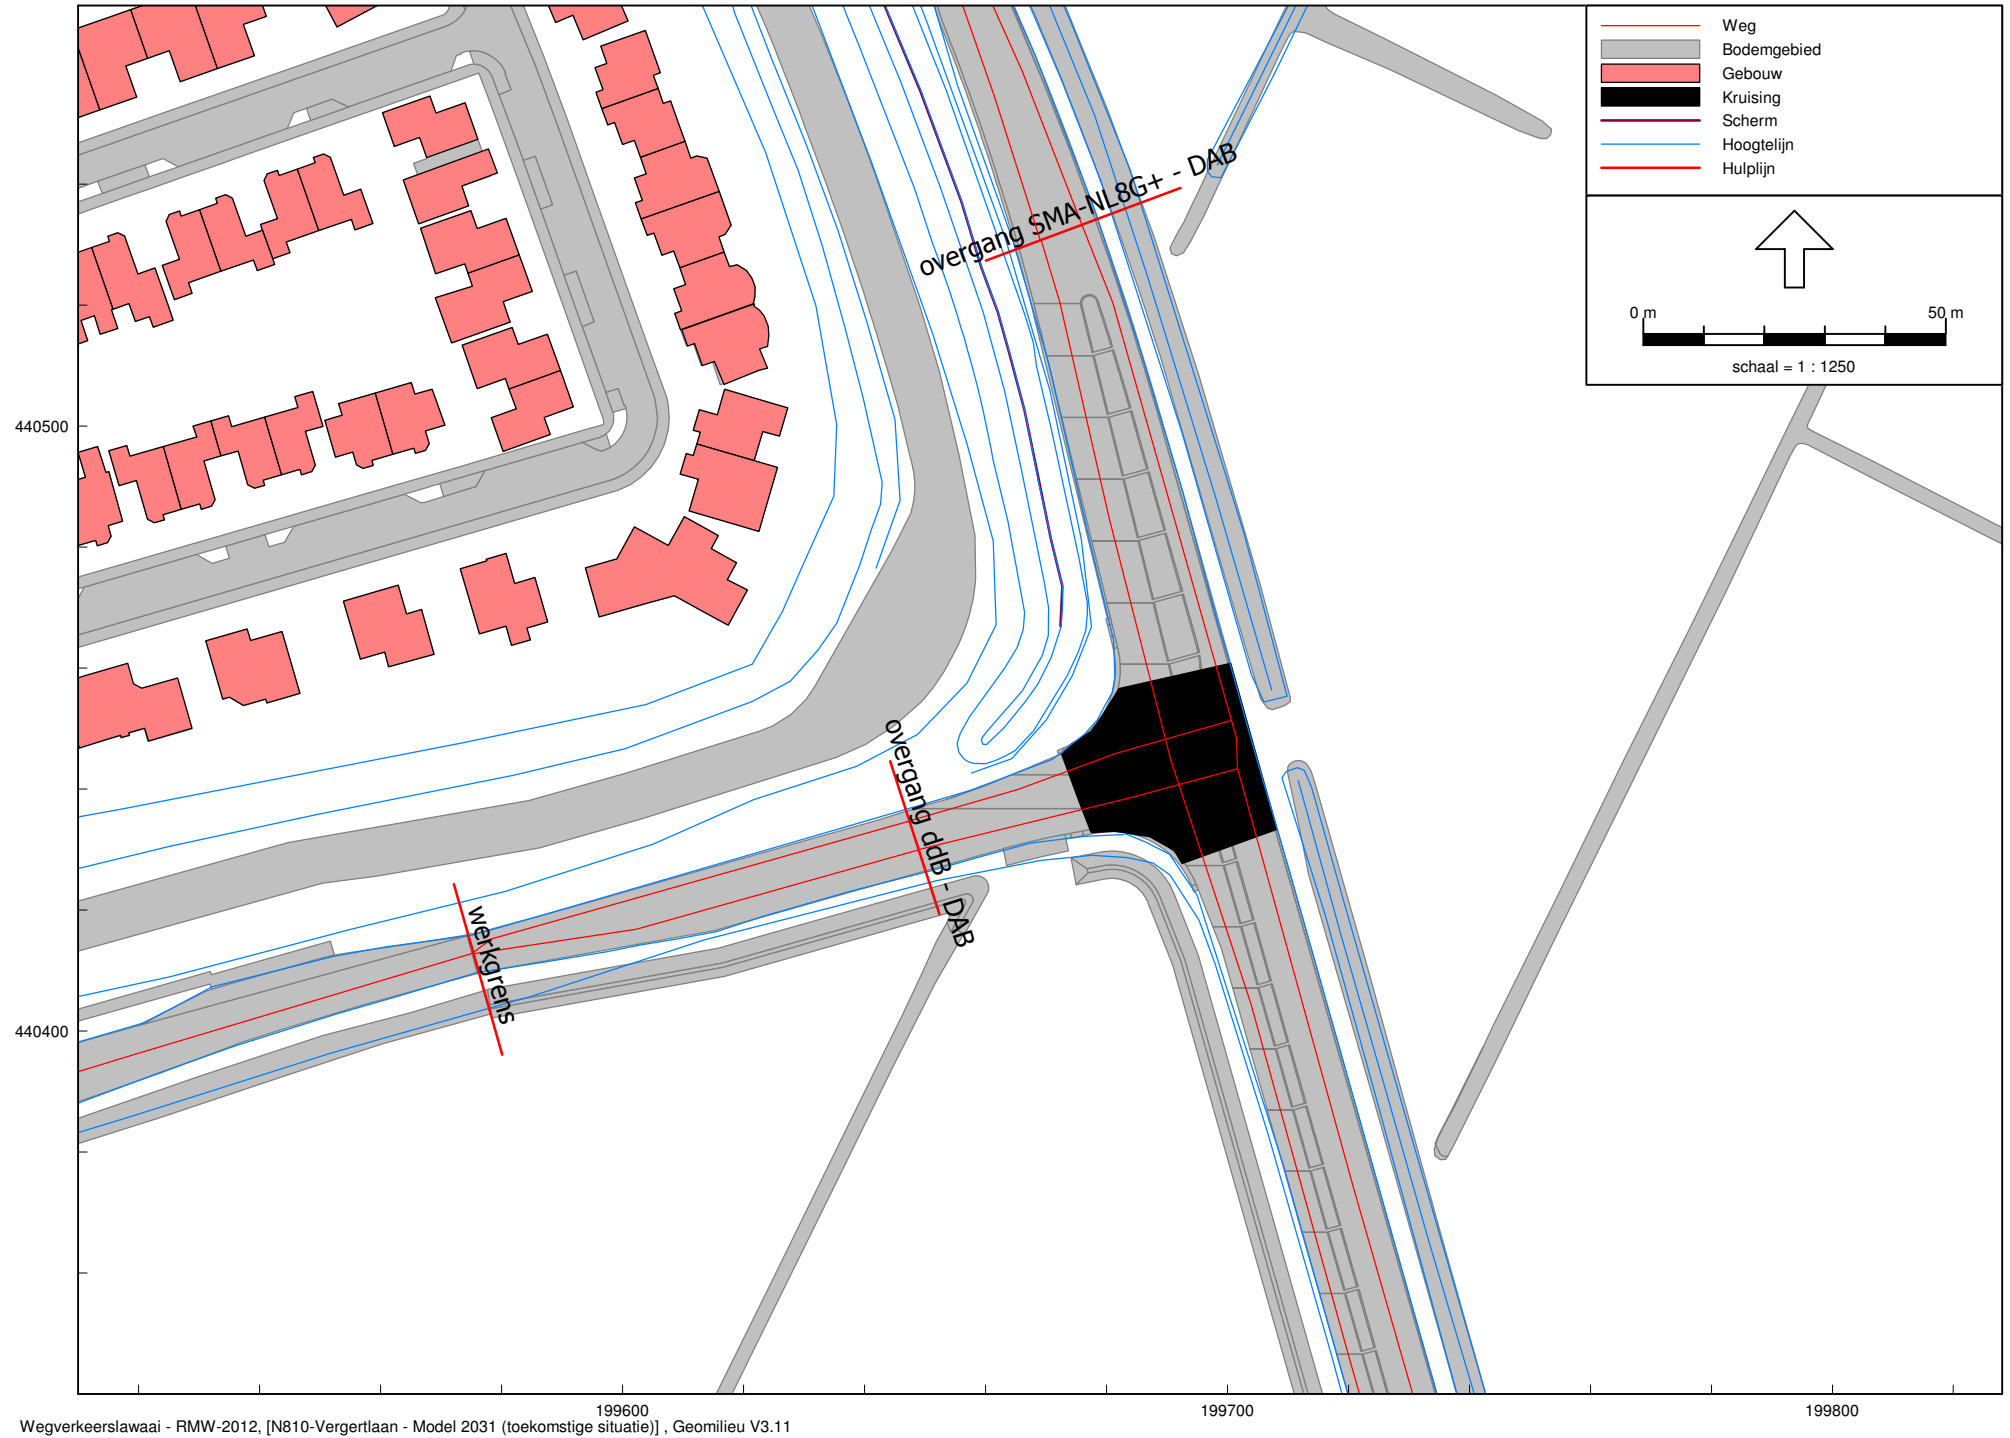 Weg
Bodemgebied
Gebouw
Kruising
Scherm
Hoogtelijn
Hulplijn
0 m
50 m
schaal = 1 : 1250
overgang SMA-NL8G+ - DAB
overgang ddB - DAB
werkgrens
440500
440400
199600
199700
199800
Wegverkeerslawaai - RMW-2012, [N810-Vergertlaan - Model 2031 (toekomstige situatie)] , Geomilieu V3.11